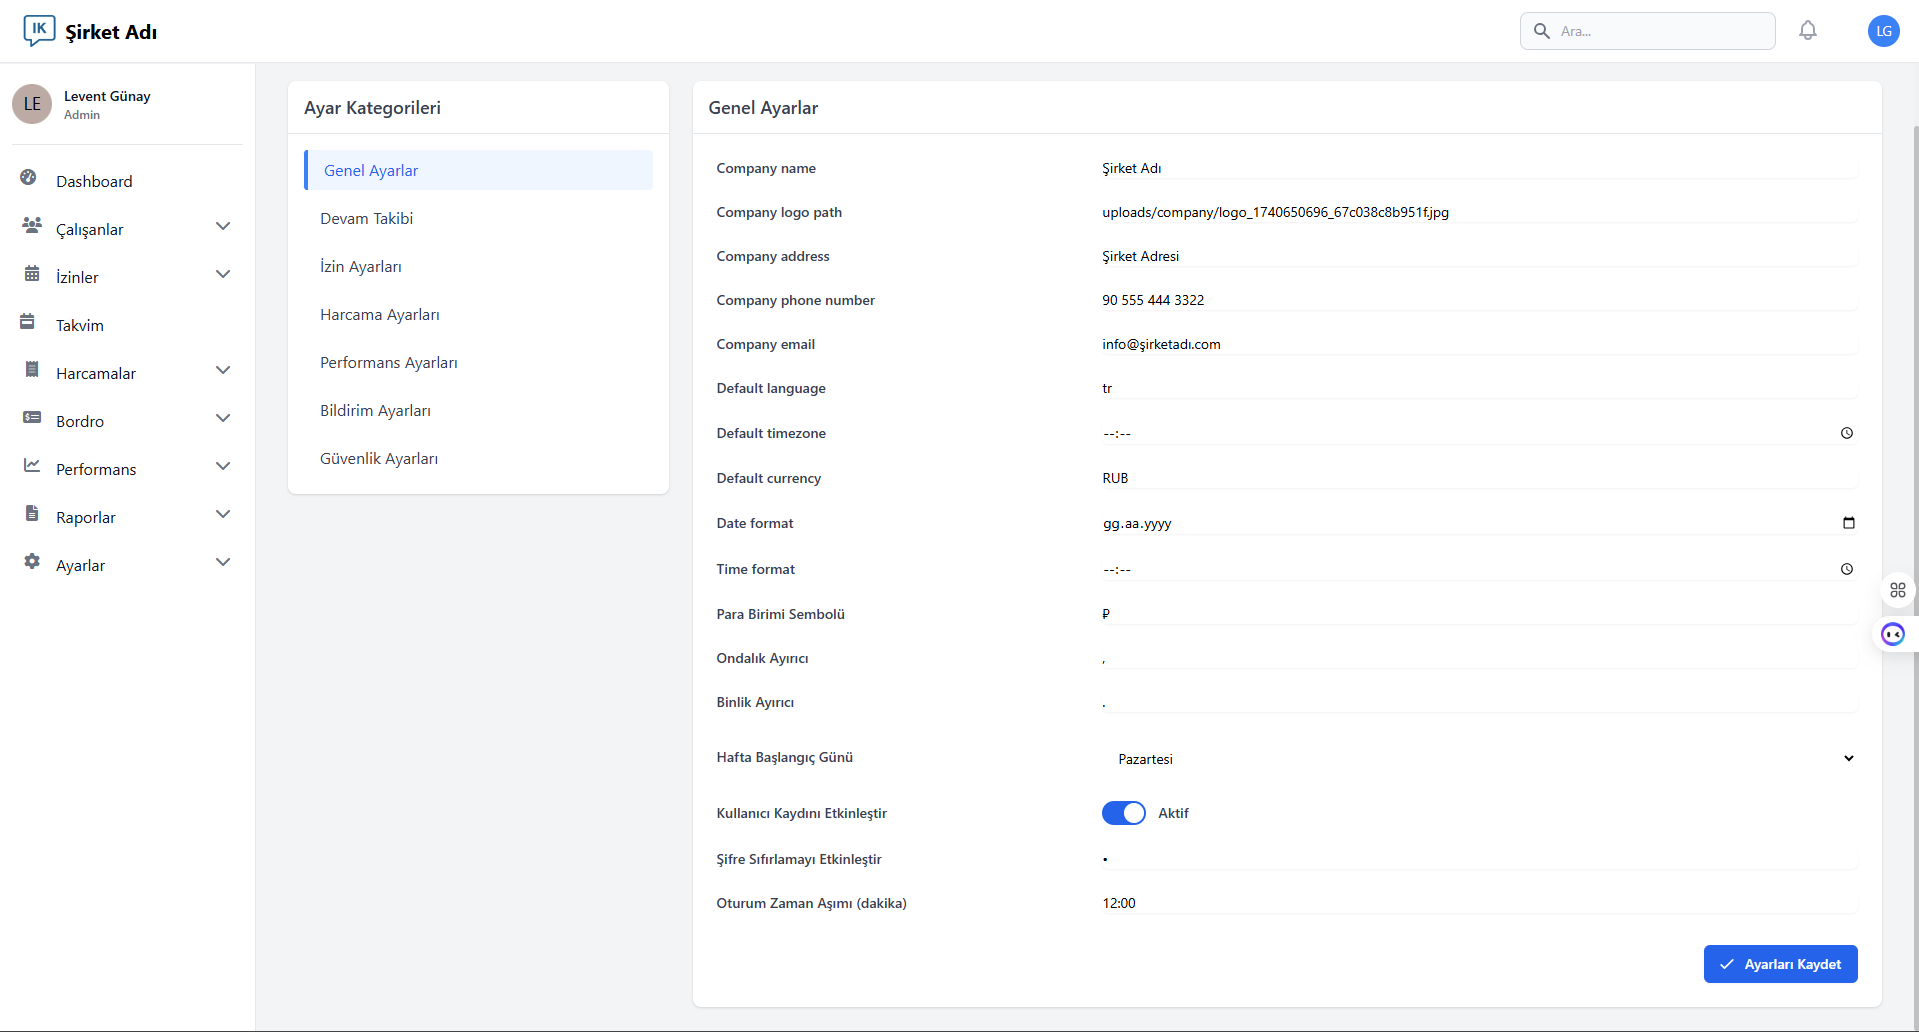 IK
Şirket Adı
Ara...
LG
LE
Levent Günay
Admin
Dashboard
Çalışanlar
İzinler
Takvim
Harcamalar
Bordro
Performans
Raporlar
Ayarlar
Ayar Kategorileri
Genel Ayarlar
Devam Takibi
İzin Ayarları
Harcama Ayarları
Performans Ayarları
Bildirim Ayarları
Güvenlik Ayarları
Genel Ayarlar
Company name Şirket Adı
Company logo path uploads/company/logo_1740650696_67c038c8b951f.jpg
Company address Şirket Adresi
Company phone number 90 555 444 3322
Company email info@şirketadı.com
Default language tr
Default timezone --:--
Default currency RUB
Date format gg.aa.yyyy
Time format --:--
Para Birimi Sembolü ₽
Ondalık Ayırıcı ,
Binlik Ayırıcı .
Hafta Başlangıç Günü Pazartesi
Kullanıcı Kaydını Etkinleştir Aktif
Şifre Sıfırlamayı Etkinleştir •
Oturum Zaman Aşımı (dakika) 12:00
Ayarları Kaydet